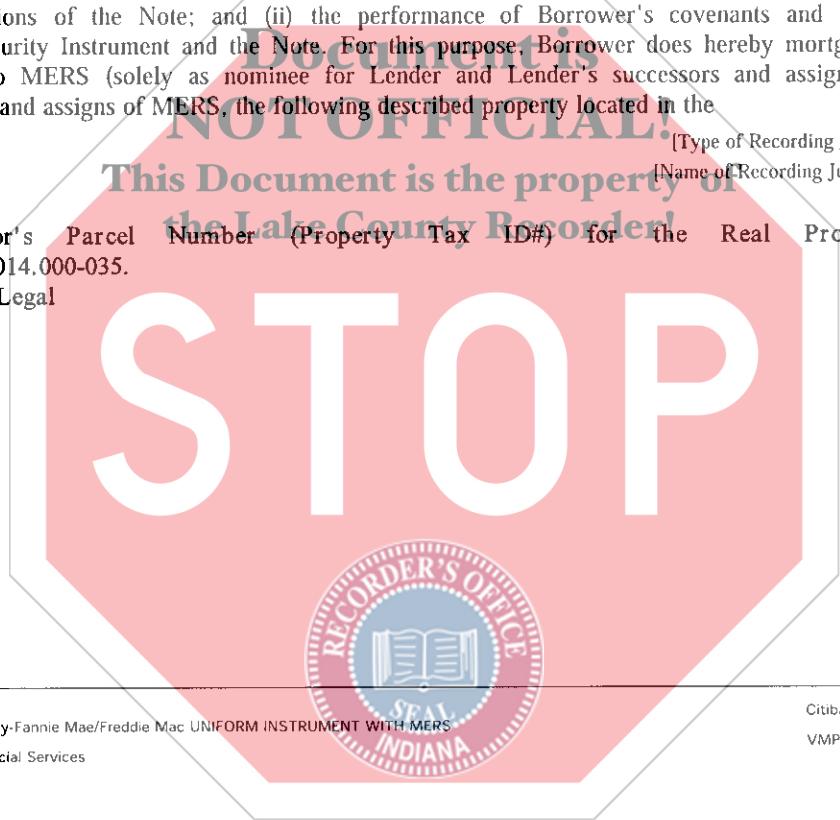 ions of the Note; and (ii) the performance of Borrower's covenants and
urity Instrument and the Note. For this purpose, Borrower does hereby mortg
o MERS (solely as nominee for Lender and Lender's successors and assign
and assigns of MERS, the following described property located in the
[Type of Recording
[Name of Recording Ju
or's Parcel Number (Property Tax ID#) for the Real Pro
014.000-035.
Legal
Document is
NOT OFFICIAL!
This Document is the property of
the Lake County Recorder!
STOP
RECORDER'S OFFICE
SEAL
INDIANA
y-Fannie Mae/Freddie Mac UNIFORM INSTRUMENT WITH MERS
cial Services
Citiba
VMP